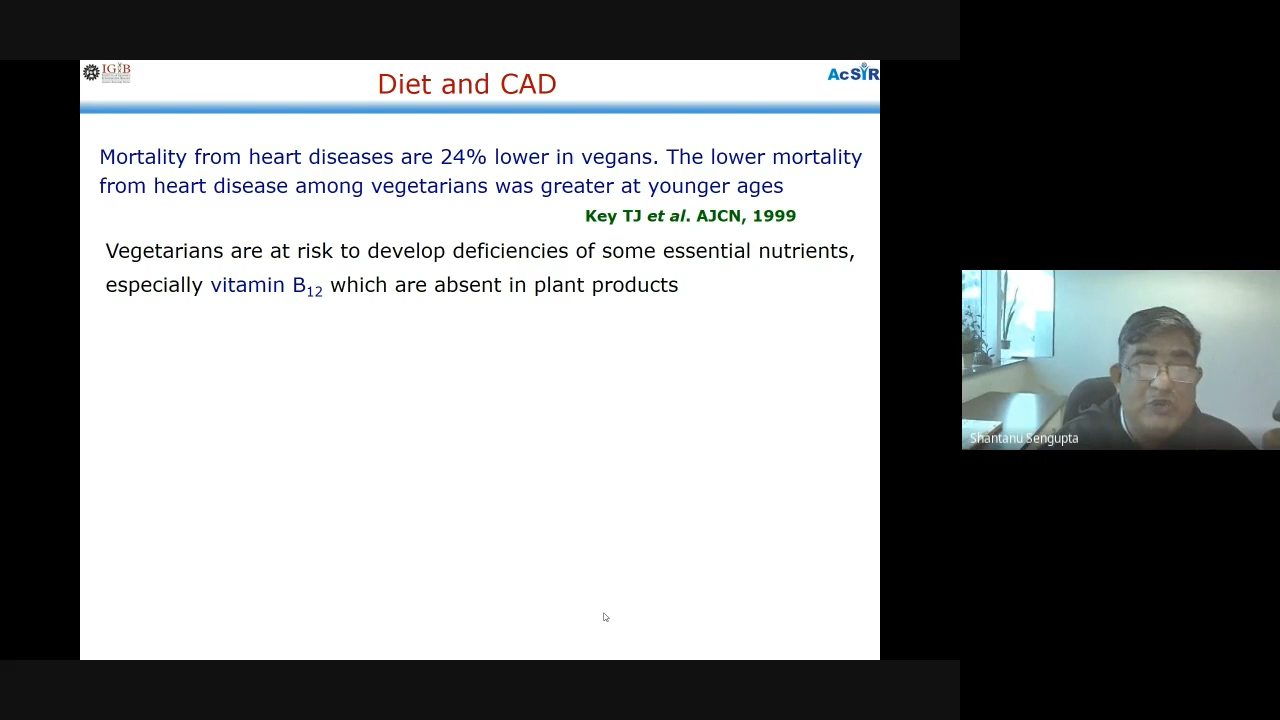 IGIB
Diet and CAD
AcSIR
Mortality from heart diseases are 24% lower in vegans. The lower mortality
from heart disease among vegetarians was greater at younger ages
Key TJ et al. AJCN, 1999
Vegetarians are at risk to develop deficiencies of some essential nutrients,
especially vitamin B12 which are absent in plant products
Shantanu Sengupta